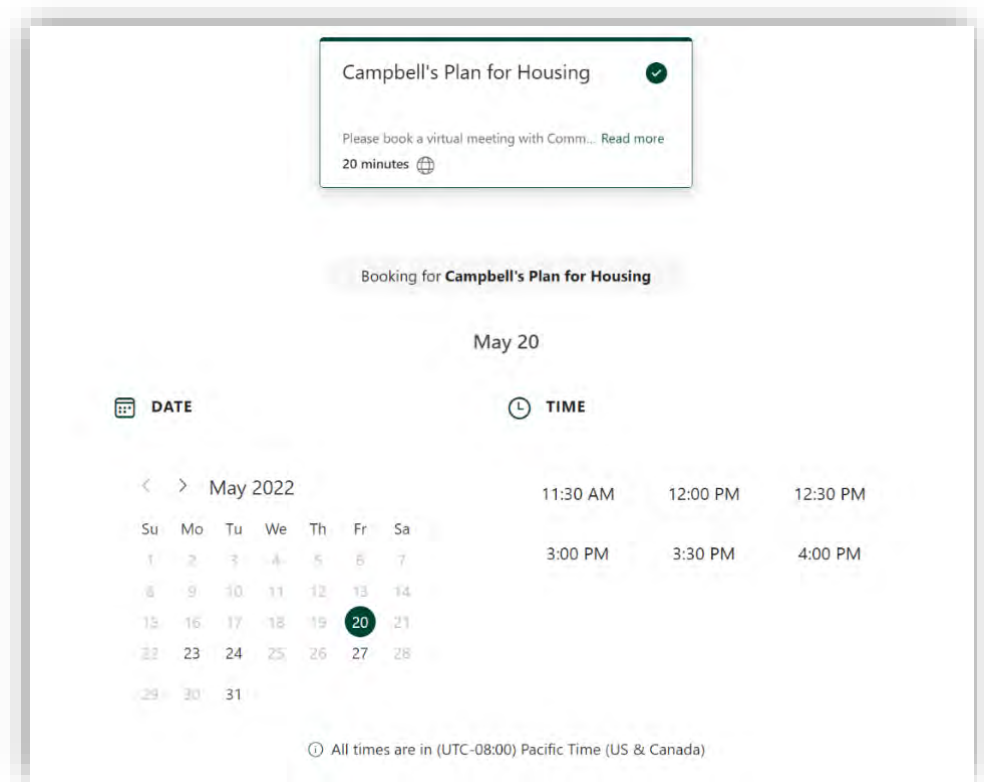 Campbell's Plan for Housing
Please book a virtual meeting with Comm... Read more
20 minutes
Booking for Campbell's Plan for Housing
May 20
DATE
May 2022
Su Mo Tu We Th Fr Sa
1 2 3 4 5 6 7
8 9 10 11 12 13 14
15 16 17 18 19 20 21
22 23 24 25 26 27 28
29 30 31
TIME
11:30 AM 12:00 PM 12:30 PM
3:00 PM 3:30 PM 4:00 PM
All times are in (UTC-08:00) Pacific Time (US & Canada)